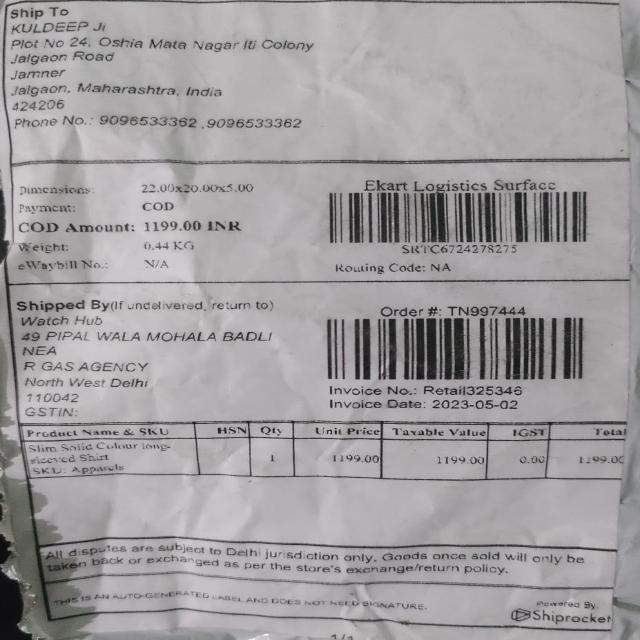 Ship To
KULDEEP Ji
Plot No 24, Oshia Mata Nagar Iti Colony
Jalgaon Road
Jamner
Jalgaon, Maharashtra, India
424206
Phone No.: 9096533362 ,9096533362
Dimensions: 22.00x20.00x5.00
Payment: COD
COD Amount: 1199.00 INR
Weight: 0.44 KG
eWaybill No.: N/A
Ekart Logistics Surface
SRTC6724278275
Routing Code: NA
Shipped By(If undelivered, return to)
Watch Hub
49 PIPAL WALA MOHALA BADLI
NEA
R GAS AGENCY
North West Delhi
110042
GSTIN:
Order #: TN997444
Invoice No.: Retail325346
Invoice Date: 2023-05-02
Product Name & SKU HSN Qty Unit Price Taxable Value IGST Total
Slim Solid Colour long-
sleeved Shirt 1 1199.00 1199.00 0.00 1199.00
SKU: Apparels
All disputes are subject to Delhi jurisdiction only. Goods once sold will only be
taken back or exchanged as per the store's exchange/return policy.
THIS IS AN AUTO-GENERATED LABEL AND DOES NOT NEED SIGNATURE.
Powered By:
Shiprocket
1/1